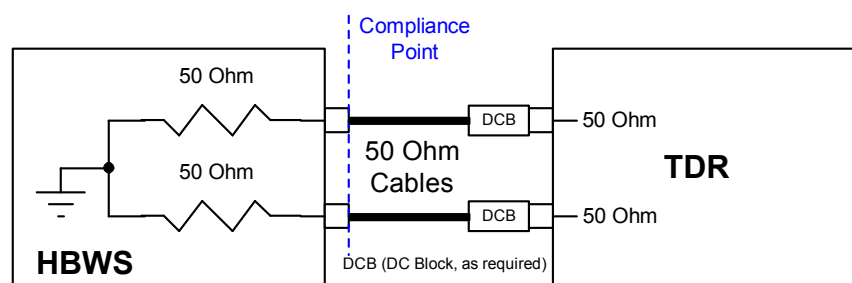 Compliance
Point
50 Ohm
DCB
50 Ohm
50 Ohm
Cables
TDR
50 Ohm
DCB
50 Ohm
HBWS
DCB (DC Block, as required)